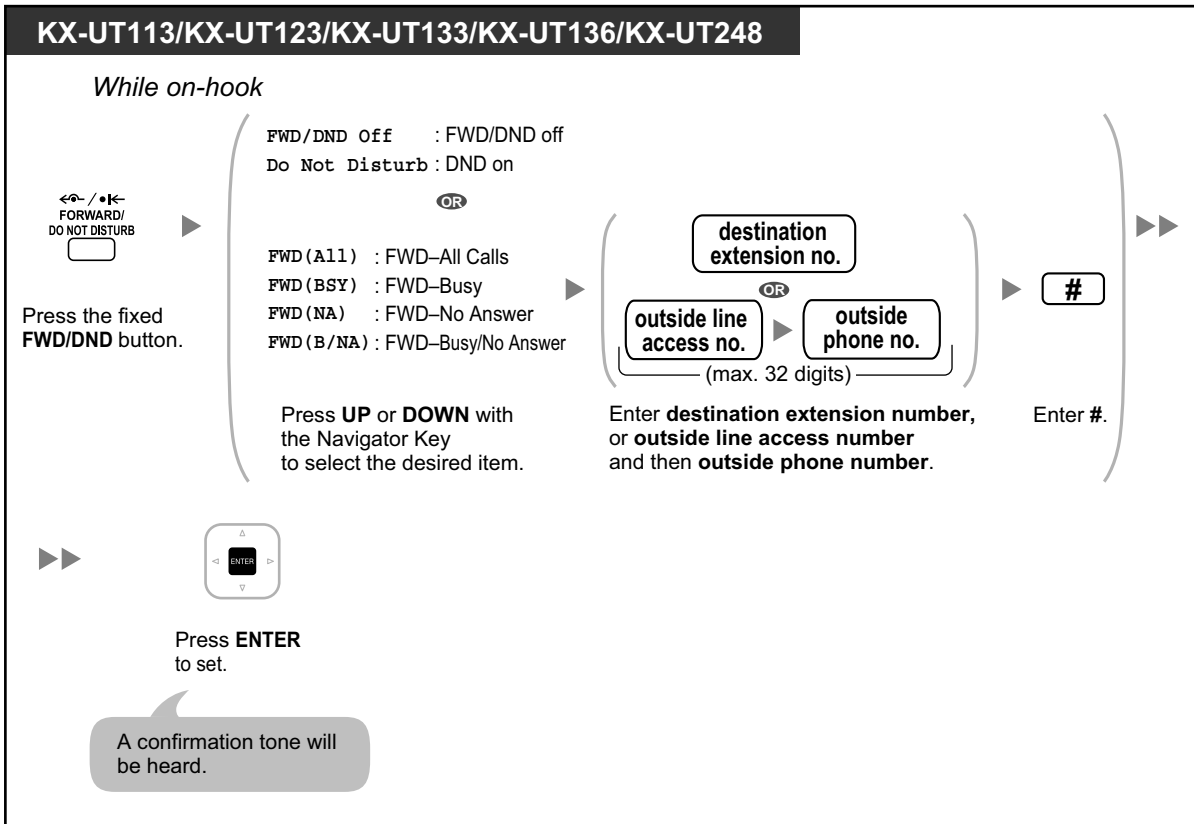 KX-UT113/KX-UT123/KX-UT133/KX-UT136/KX-UT248
While on-hook
FORWARD/
DO NOT DISTURB
Press the fixed
FWD/DND button.
FWD/DND Off : FWD/DND off
Do Not Disturb : DND on
OR
FWD(All) : FWD–All Calls
FWD(BSY) : FWD–Busy
FWD(NA) : FWD–No Answer
FWD(B/NA) : FWD–Busy/No Answer
Press UP or DOWN with
the Navigator Key
to select the desired item.
destination
extension no.
OR
outside line
access no.
outside
phone no.
(max. 32 digits)
Enter destination extension number,
or outside line access number
and then outside phone number.
#
Enter #.
ENTER
Press ENTER
to set.
A confirmation tone will
be heard.